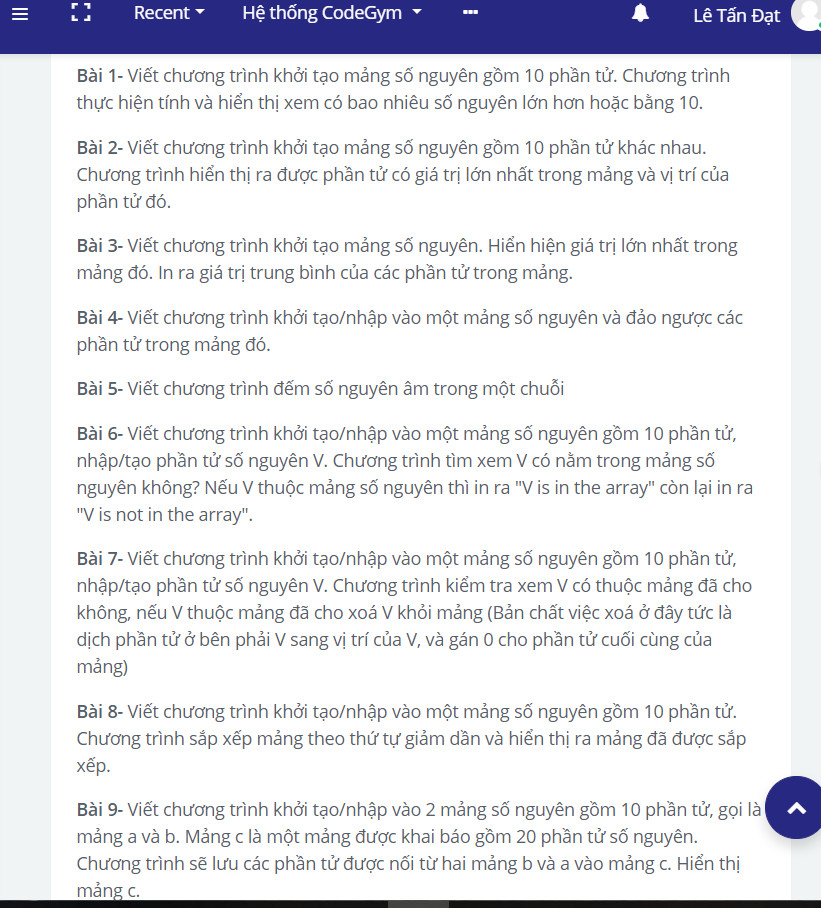 Recent Hệ thống CodeGym Lê Tấn Đạt
Bài 1- Viết chương trình khởi tạo mảng số nguyên gồm 10 phần tử. Chương trình
thực hiện tính và hiển thị xem có bao nhiêu số nguyên lớn hơn hoặc bằng 10.
Bài 2- Viết chương trình khởi tạo mảng số nguyên gồm 10 phần tử khác nhau.
Chương trình hiển thị ra được phần tử có giá trị lớn nhất trong mảng và vị trí của
phần tử đó.
Bài 3- Viết chương trình khởi tạo mảng số nguyên. Hiển hiện giá trị lớn nhất trong
mảng đó. In ra giá trị trung bình của các phần tử trong mảng.
Bài 4- Viết chương trình khởi tạo/nhập vào một mảng số nguyên và đảo ngược các
phần tử trong mảng đó.
Bài 5- Viết chương trình đếm số nguyên âm trong một chuỗi
Bài 6- Viết chương trình khởi tạo/nhập vào một mảng số nguyên gồm 10 phần tử,
nhập/tạo phần tử số nguyên V. Chương trình tìm xem V có nằm trong mảng số
nguyên không? Nếu V thuộc mảng số nguyên thì in ra "V is in the array" còn lại in ra
"V is not in the array".
Bài 7- Viết chương trình khởi tạo/nhập vào một mảng số nguyên gồm 10 phần tử,
nhập/tạo phần tử số nguyên V. Chương trình kiểm tra xem V có thuộc mảng đã cho
không, nếu V thuộc mảng đã cho xoá V khỏi mảng (Bản chất việc xoá ở đây tức là
dịch phần tử ở bên phải V sang vị trí của V, và gán 0 cho phần tử cuối cùng của
mảng)
Bài 8- Viết chương trình khởi tạo/nhập vào một mảng số nguyên gồm 10 phần tử.
Chương trình sắp xếp mảng theo thứ tự giảm dần và hiển thị ra mảng đã được sắp
xếp.
Bài 9- Viết chương trình khởi tạo/nhập vào 2 mảng số nguyên gồm 10 phần tử, gọi là
mảng a và b. Mảng c là một mảng được khai báo gồm 20 phần tử số nguyên.
Chương trình sẽ lưu các phần tử được nối từ hai mảng b và a vào mảng c. Hiển thị
mảng c.